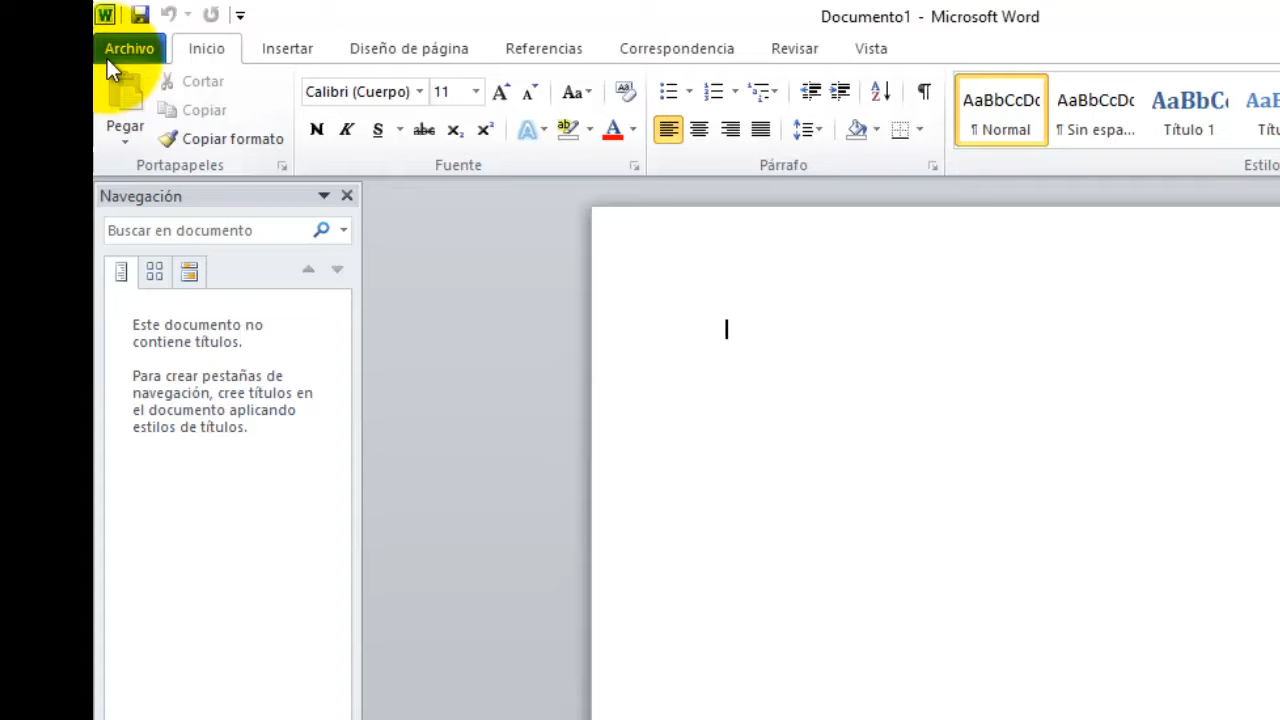 Documento1 - Microsoft Word
Archivo Inicio Insertar Diseño de página Referencias Correspondencia Revisar Vista
Pegar
Cortar
Copiar
Copiar formato
Portapapeles
Calibri (Cuerpo) 11
Aa
N K S abc x₂ x² A ab A
Fuente
Párrafo
AaBbCcDc AaBbCcDc AaBbC
¶ Normal ¶ Sin espa... Título 1
Navegación
Buscar en documento
Este documento no
contiene títulos.
Para crear pestañas de
navegación, cree títulos en
el documento aplicando
estilos de títulos.